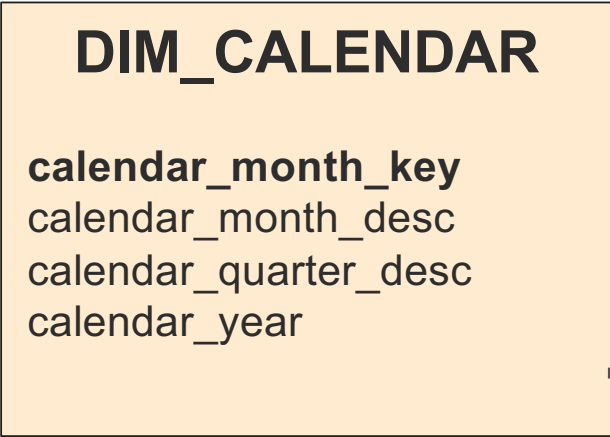 DIM_CALENDAR
calendar_month_key
calendar_month_desc
calendar_quarter_desc
calendar_year